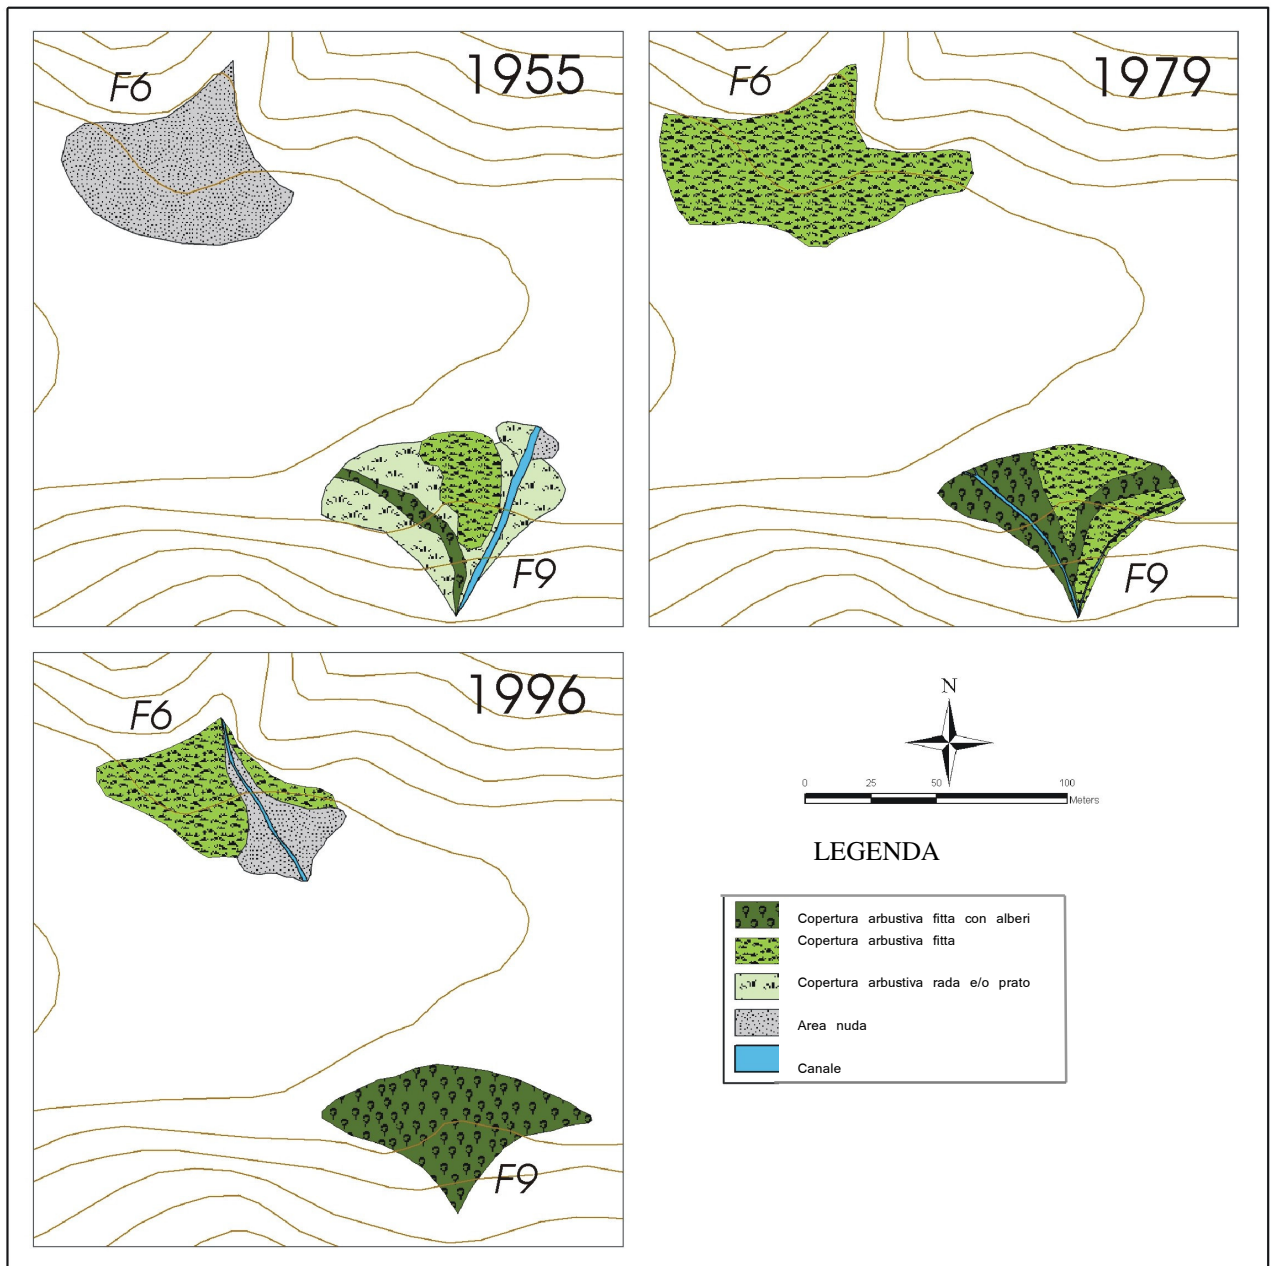 1955
F6
F9
1979
F6
F9
1996
F6
F9
N
0 25 50 100
Meters
LEGENDA
Copertura arbustiva fitta con alberi
Copertura arbustiva fitta
Copertura arbustiva rada e/o prato
Area nuda
Canale